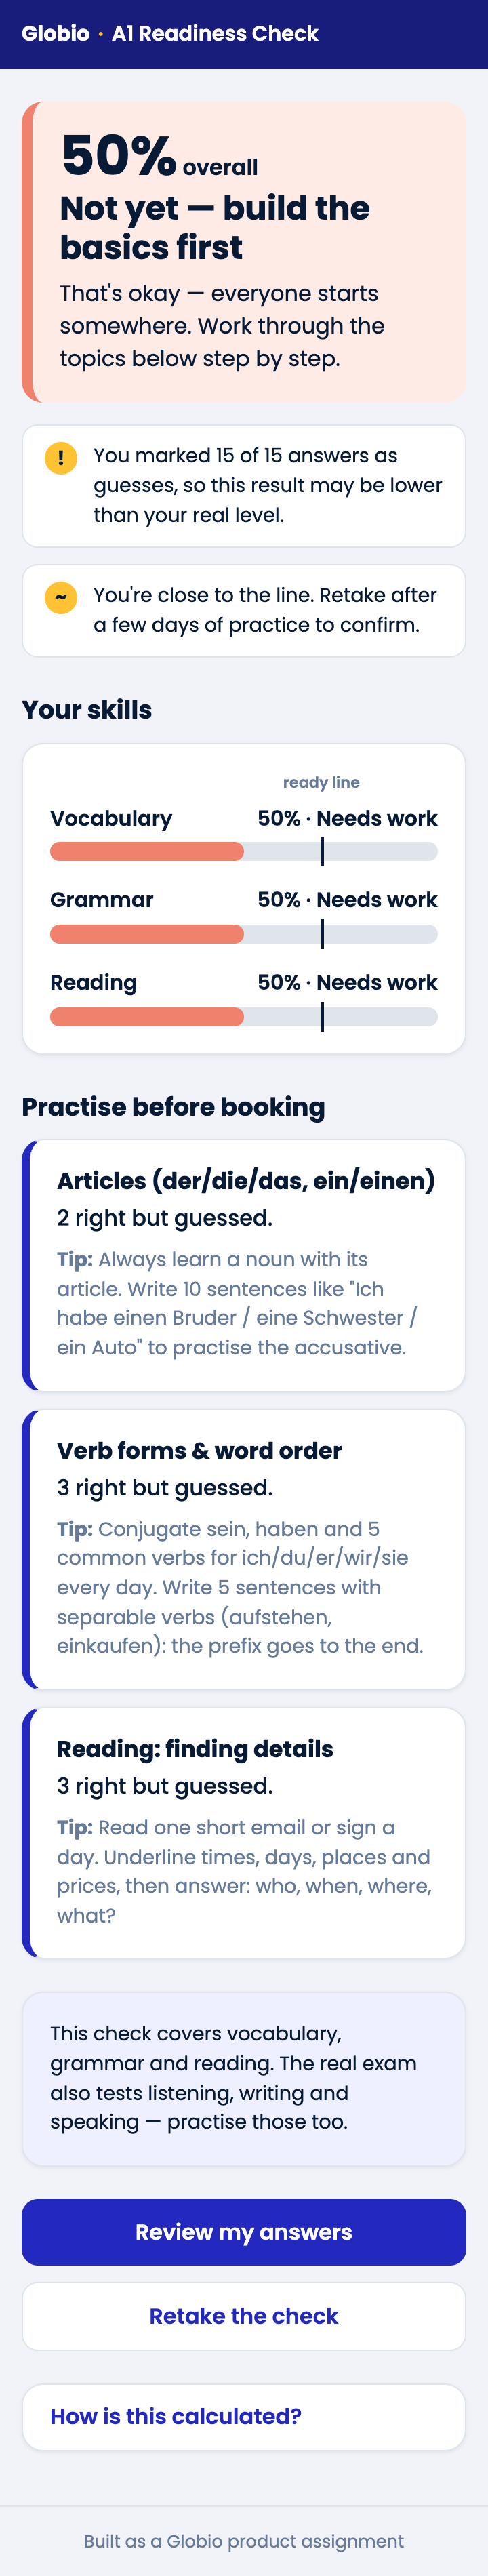 Globio · A1 Readiness Check
50% overall
Not yet — build the
basics first
That's okay — everyone starts
somewhere. Work through the
topics below step by step.
! You marked 15 of 15 answers as
guesses, so this result may be lower
than your real level.
~ You're close to the line. Retake after
a few days of practice to confirm.
Your skills
ready line
Vocabulary 50% · Needs work
Grammar 50% · Needs work
Reading 50% · Needs work
Practise before booking
Articles (der/die/das, ein/einen)
2 right but guessed.
Tip: Always learn a noun with its
article. Write 10 sentences like "Ich
habe einen Bruder / eine Schwester /
ein Auto" to practise the accusative.
Verb forms & word order
3 right but guessed.
Tip: Conjugate sein, haben and 5
common verbs for ich/du/er/wir/sie
every day. Write 5 sentences with
separable verbs (aufstehen,
einkaufen): the prefix goes to the end.
Reading: finding details
3 right but guessed.
Tip: Read one short email or sign a
day. Underline times, days, places and
prices, then answer: who, when, where,
what?
This check covers vocabulary,
grammar and reading. The real exam
also tests listening, writing and
speaking — practise those too.
Review my answers
Retake the check
How is this calculated?
Built as a Globio product assignment